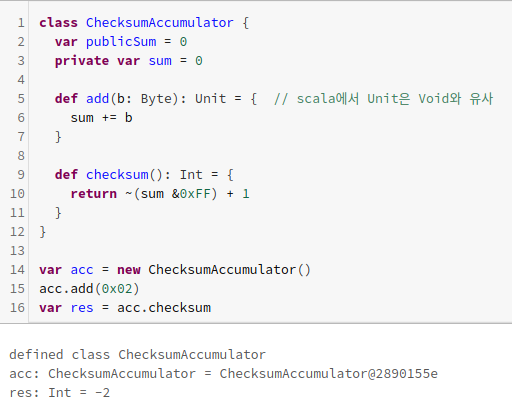 1 class ChecksumAccumulator {
2   var publicSum = 0
3   private var sum = 0
4
5   def add(b: Byte): Unit = {  // scala에서 Unit은 Void와 유사
6     sum += b
7   }
8
9   def checksum(): Int = {
10     return ~(sum &0xFF) + 1
11   }
12 }
13
14 var acc = new ChecksumAccumulator()
15 acc.add(0x02)
16 var res = acc.checksum
defined class ChecksumAccumulator
acc: ChecksumAccumulator = ChecksumAccumulator@2890155e
res: Int = -2